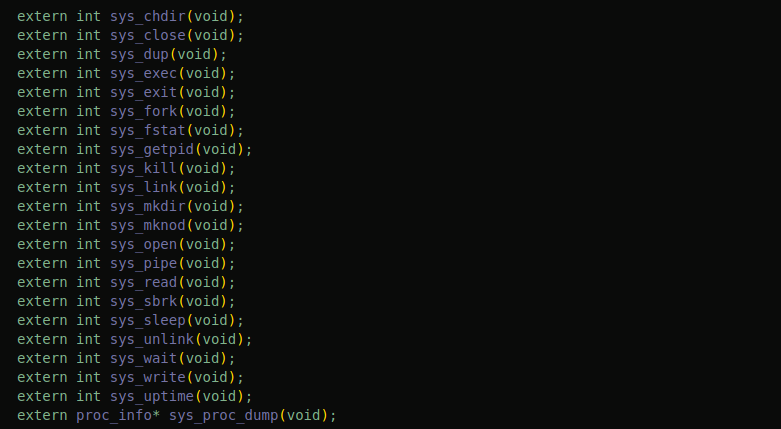 extern int sys_chdir(void);
extern int sys_close(void);
extern int sys_dup(void);
extern int sys_exec(void);
extern int sys_exit(void);
extern int sys_fork(void);
extern int sys_fstat(void);
extern int sys_getpid(void);
extern int sys_kill(void);
extern int sys_link(void);
extern int sys_mkdir(void);
extern int sys_mknod(void);
extern int sys_open(void);
extern int sys_pipe(void);
extern int sys_read(void);
extern int sys_sbrk(void);
extern int sys_sleep(void);
extern int sys_unlink(void);
extern int sys_wait(void);
extern int sys_write(void);
extern int sys_uptime(void);
extern proc_info* sys_proc_dump(void);